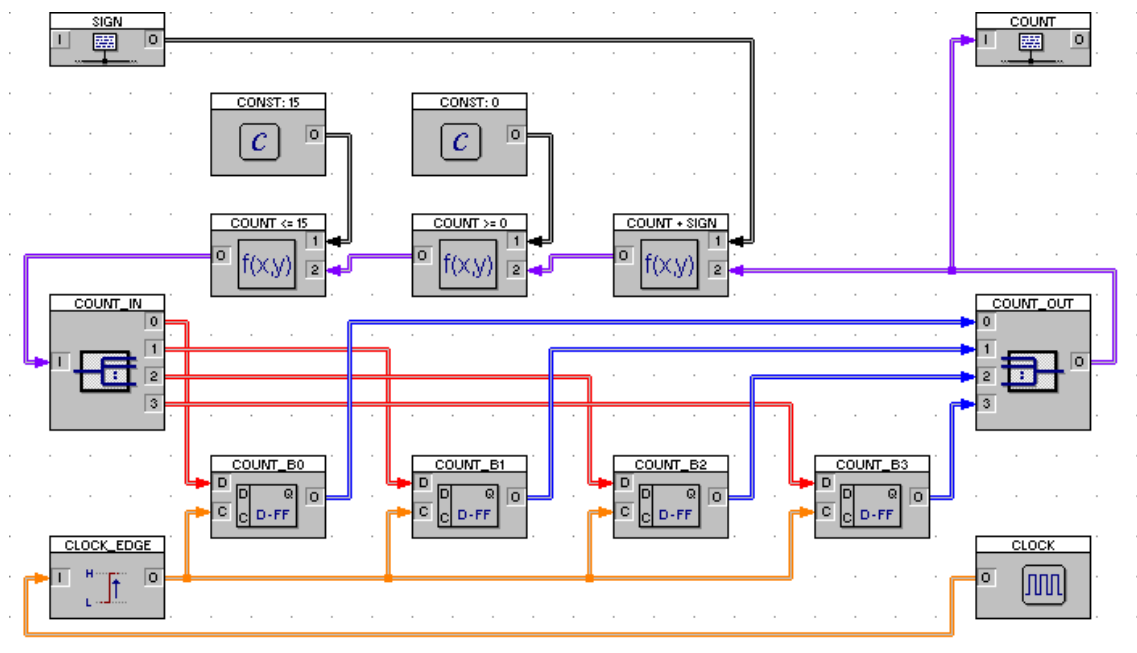 SIGN
I
O
COUNT
I
O
CONST: 15
C
O
CONST: 0
C
O
COUNT <= 15
O
f(x,y)
1
2
COUNT >= 0
O
f(x,y)
1
2
COUNT + SIGN
O
f(x,y)
1
2
COUNT_IN
I
:
0
1
2
3
COUNT_OUT
0
1
2
3
:
O
COUNT_B0
D
C
D Q
C D-FF
O
COUNT_B1
D
C
D Q
C D-FF
O
COUNT_B2
D
C
D Q
C D-FF
O
COUNT_B3
D
C
D Q
C D-FF
O
CLOCK_EDGE
I
H
L
O
CLOCK
O